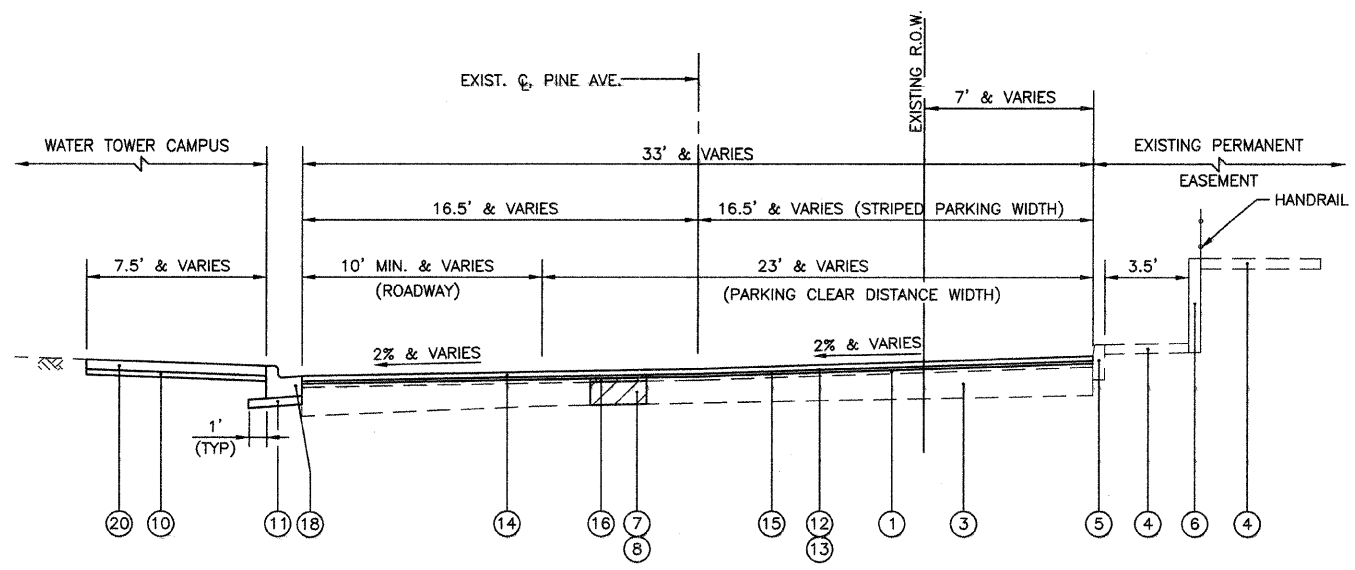 EXISTING R.O.W.
EXIST. ℄ PINE AVE.
7' & VARIES
WATER TOWER CAMPUS
33' & VARIES
EXISTING PERMANENT
EASEMENT
HANDRAIL
16.5' & VARIES
16.5' & VARIES (STRIPED PARKING WIDTH)
7.5' & VARIES
10' MIN. & VARIES
(ROADWAY)
23' & VARIES
(PARKING CLEAR DISTANCE WIDTH)
3.5'
2% & VARIES
2% & VARIES
1'
(TYP)
20 10 11 18 14 16 7 15 12 1 3 5 4 6 4
8 13